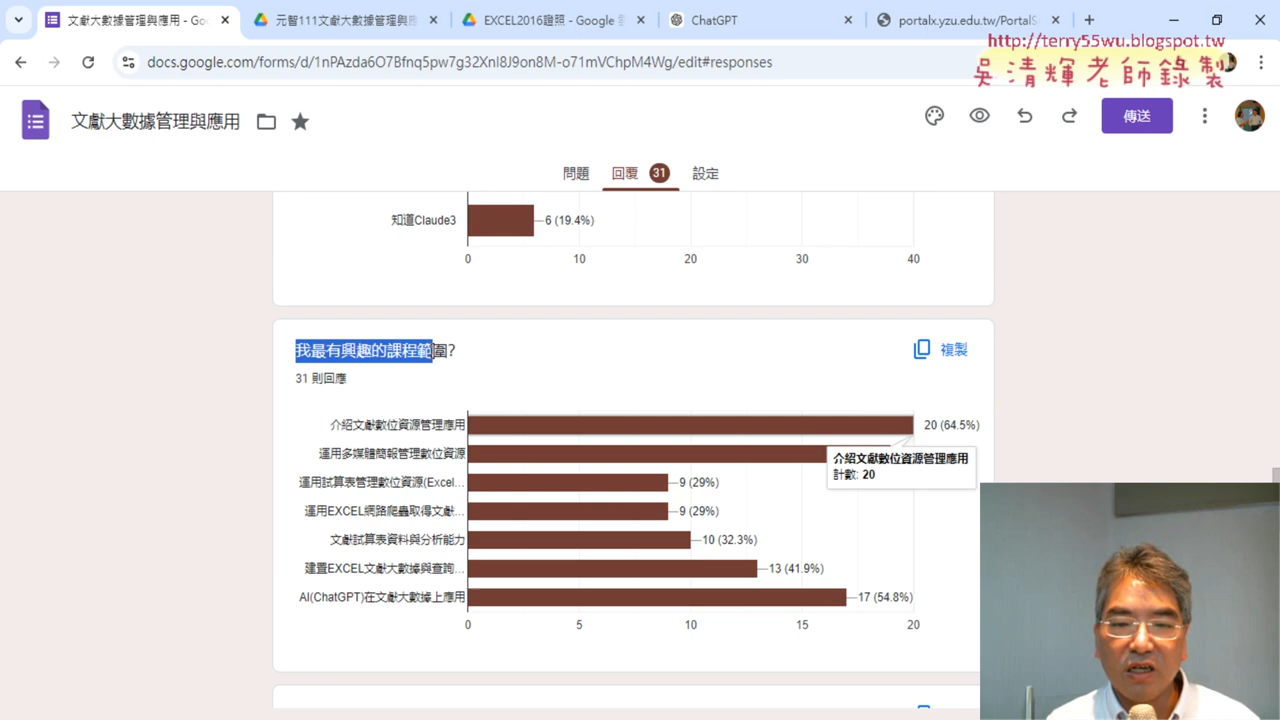 文獻大數據管理與應用 - Go
元智111文獻大數據管理與應
EXCEL2016證照 - Google 雲
ChatGPT
portalx.yzu.edu.tw/PortalS
http://terry55wu.blogspot.tw
docs.google.com/forms/d/1nPAzda6O7Bfnq5pw7g32XnI8J9On8M-o71mVChpM4Wg/edit#responses
吳清輝老師錄製
文獻大數據管理與應用
傳送
問題
回覆 31
設定
知道Claude3
6 (19.4%)
0 10 20 30 40
我最有興趣的課程範圍?
複製
31 則回應
介紹文獻數位資源管理應用
20 (64.5%)
運用多媒體簡報管理數位資源
介紹文獻數位資源管理應用
計數: 20
運用試算表管理數位資源(Excel...
9 (29%)
運用EXCEL網路爬蟲取得文獻...
9 (29%)
文獻試算表資料與分析能力
10 (32.3%)
建置EXCEL文獻大數據與查詢...
13 (41.9%)
AI(ChatGPT)在文獻大數據上應用
17 (54.8%)
0 5 10 15 20